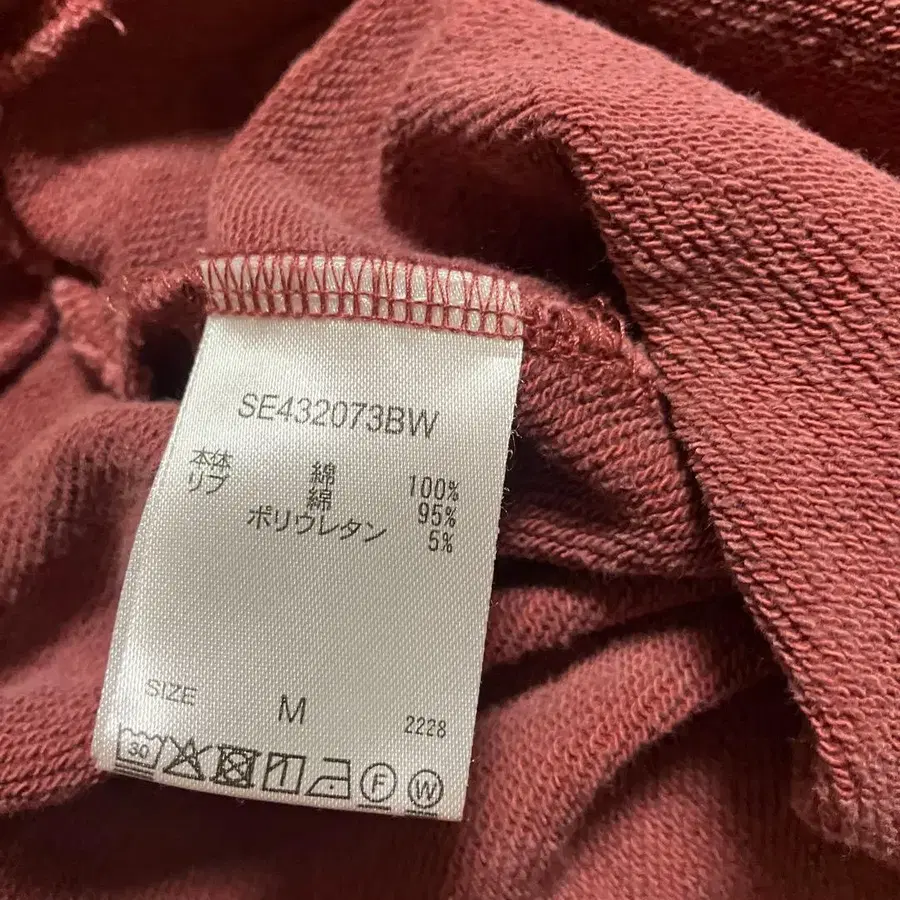 SE432073BW
本体 綿 100%
リブ 綿 95%
ポリウレタン 5%
SIZE M 2228
30 F W